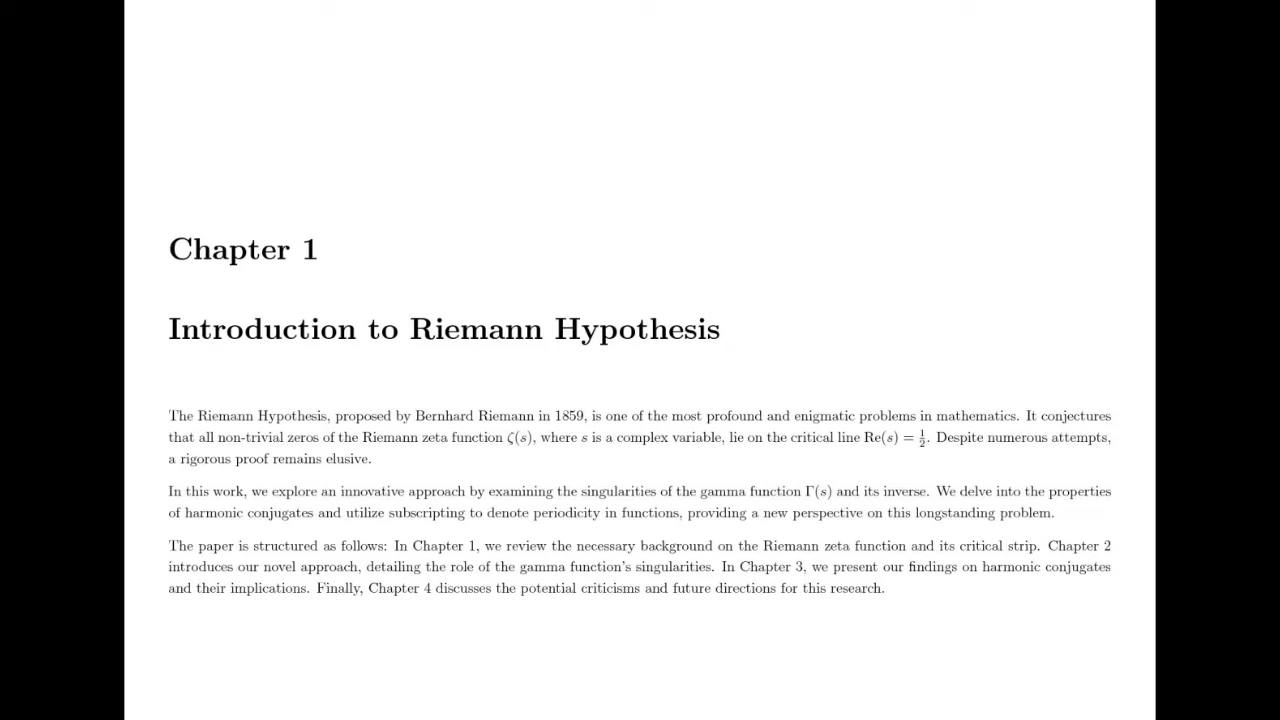 Chapter 1
Introduction to Riemann Hypothesis
The Riemann Hypothesis, proposed by Bernhard Riemann in 1859, is one of the most profound and enigmatic problems in mathematics. It conjectures
that all non-trivial zeros of the Riemann zeta function ζ(s), where s is a complex variable, lie on the critical line Re(s) = 1/2. Despite numerous attempts,
a rigorous proof remains elusive.
In this work, we explore an innovative approach by examining the singularities of the gamma function Γ(s) and its inverse. We delve into the properties
of harmonic conjugates and utilize subscripting to denote periodicity in functions, providing a new perspective on this longstanding problem.
The paper is structured as follows: In Chapter 1, we review the necessary background on the Riemann zeta function and its critical strip. Chapter 2
introduces our novel approach, detailing the role of the gamma function's singularities. In Chapter 3, we present our findings on harmonic conjugates
and their implications. Finally, Chapter 4 discusses the potential criticisms and future directions for this research.